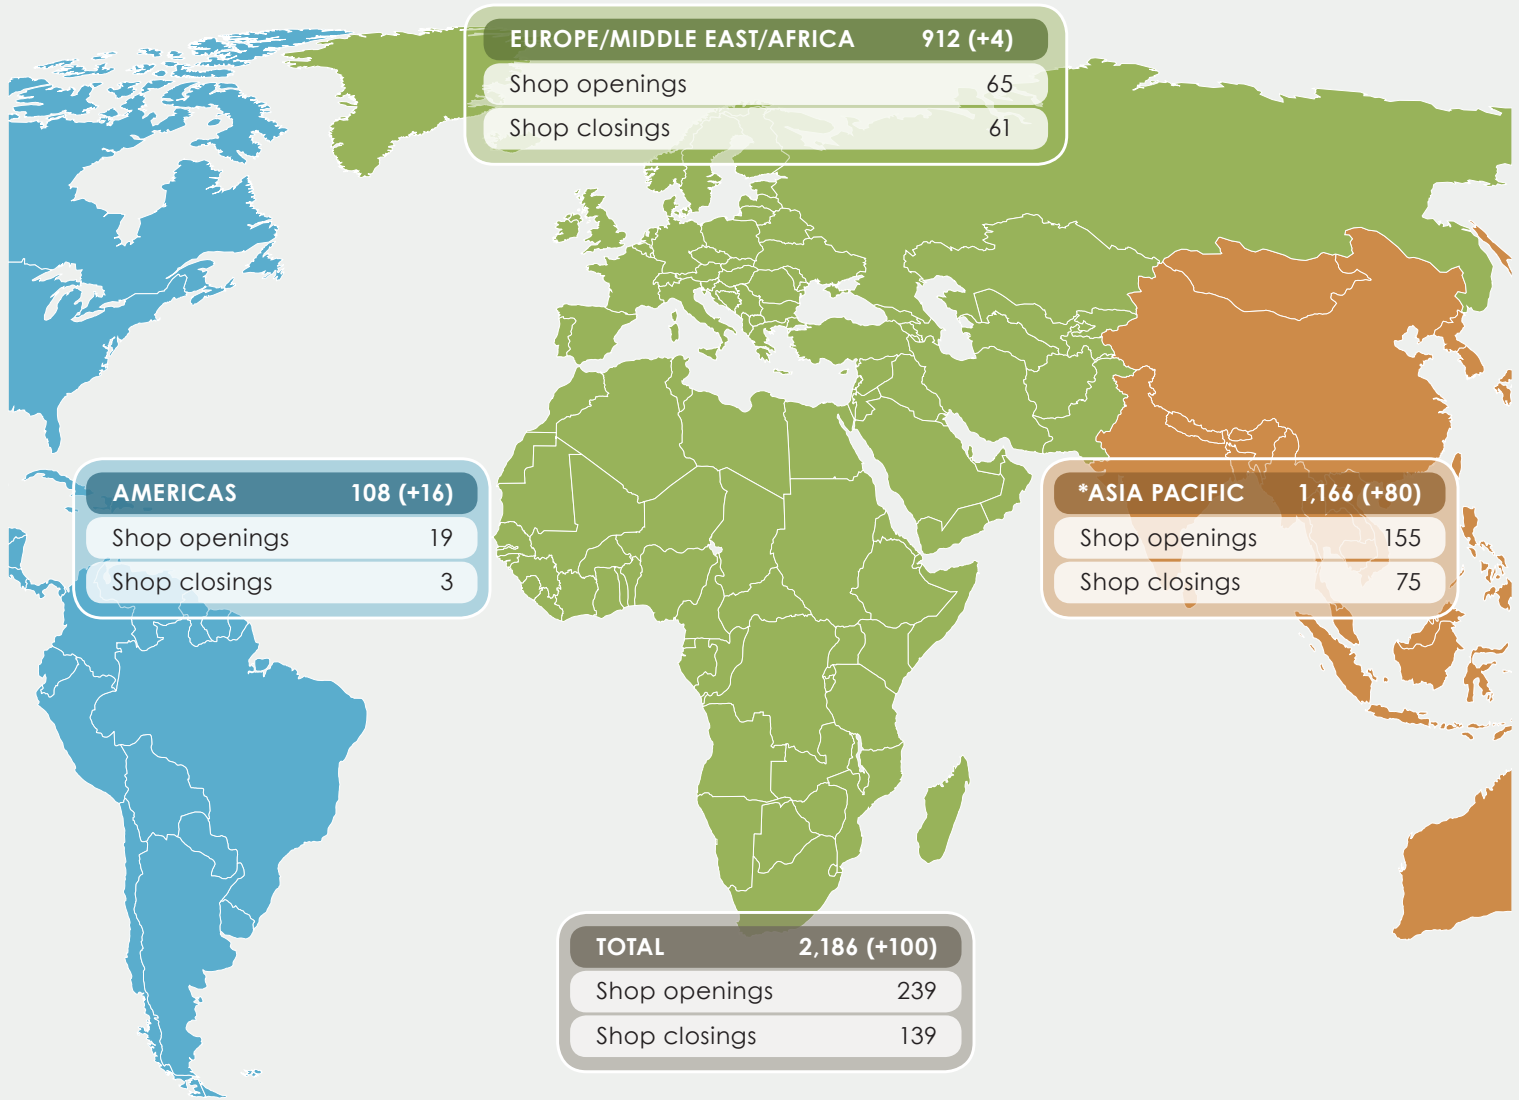 EUROPE/MIDDLE EAST/AFRICA 912 (+4)
Shop openings 65
Shop closings 61
AMERICAS 108 (+16)
Shop openings 19
Shop closings 3
*ASIA PACIFIC 1,166 (+80)
Shop openings 155
Shop closings 75
TOTAL 2,186 (+100)
Shop openings 239
Shop closings 139